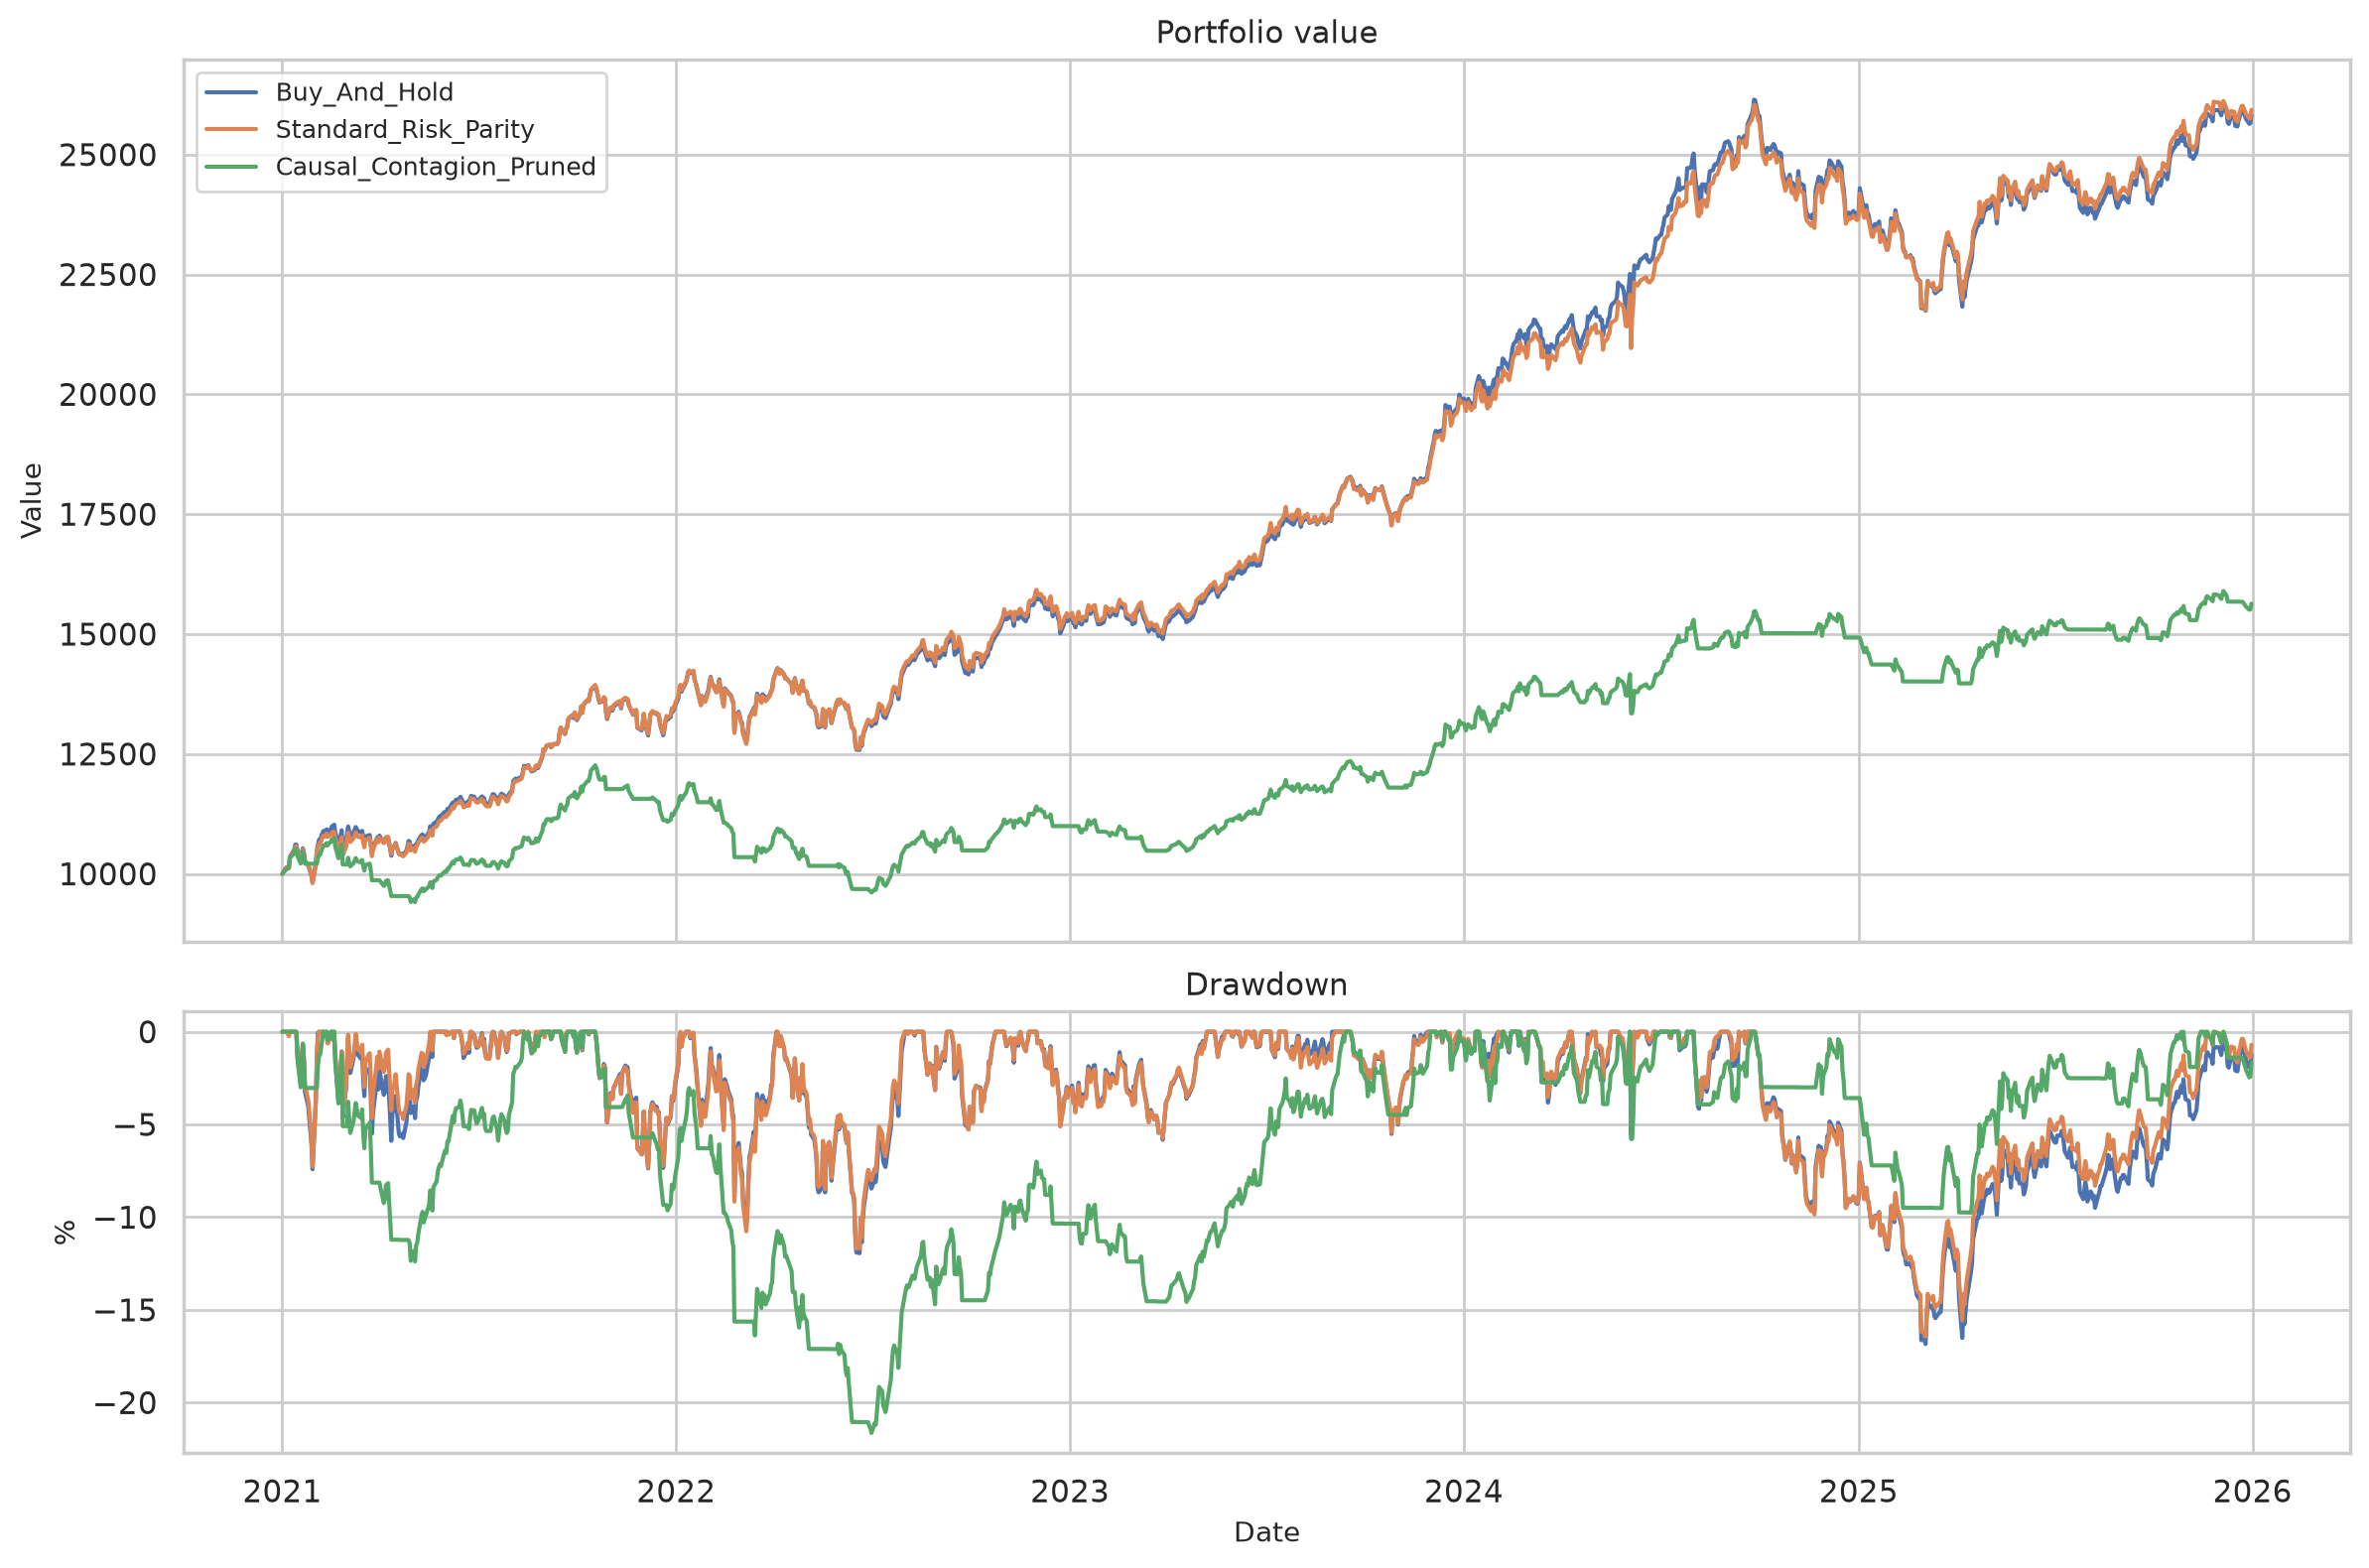 Portfolio value
Buy_And_Hold
Standard_Risk_Parity
Causal_Contagion_Pruned
25000
22500
20000
17500
15000
12500
10000
Value
Drawdown
0
−5
−10
−15
−20
%
2021 2022 2023 2024 2025 2026
Date